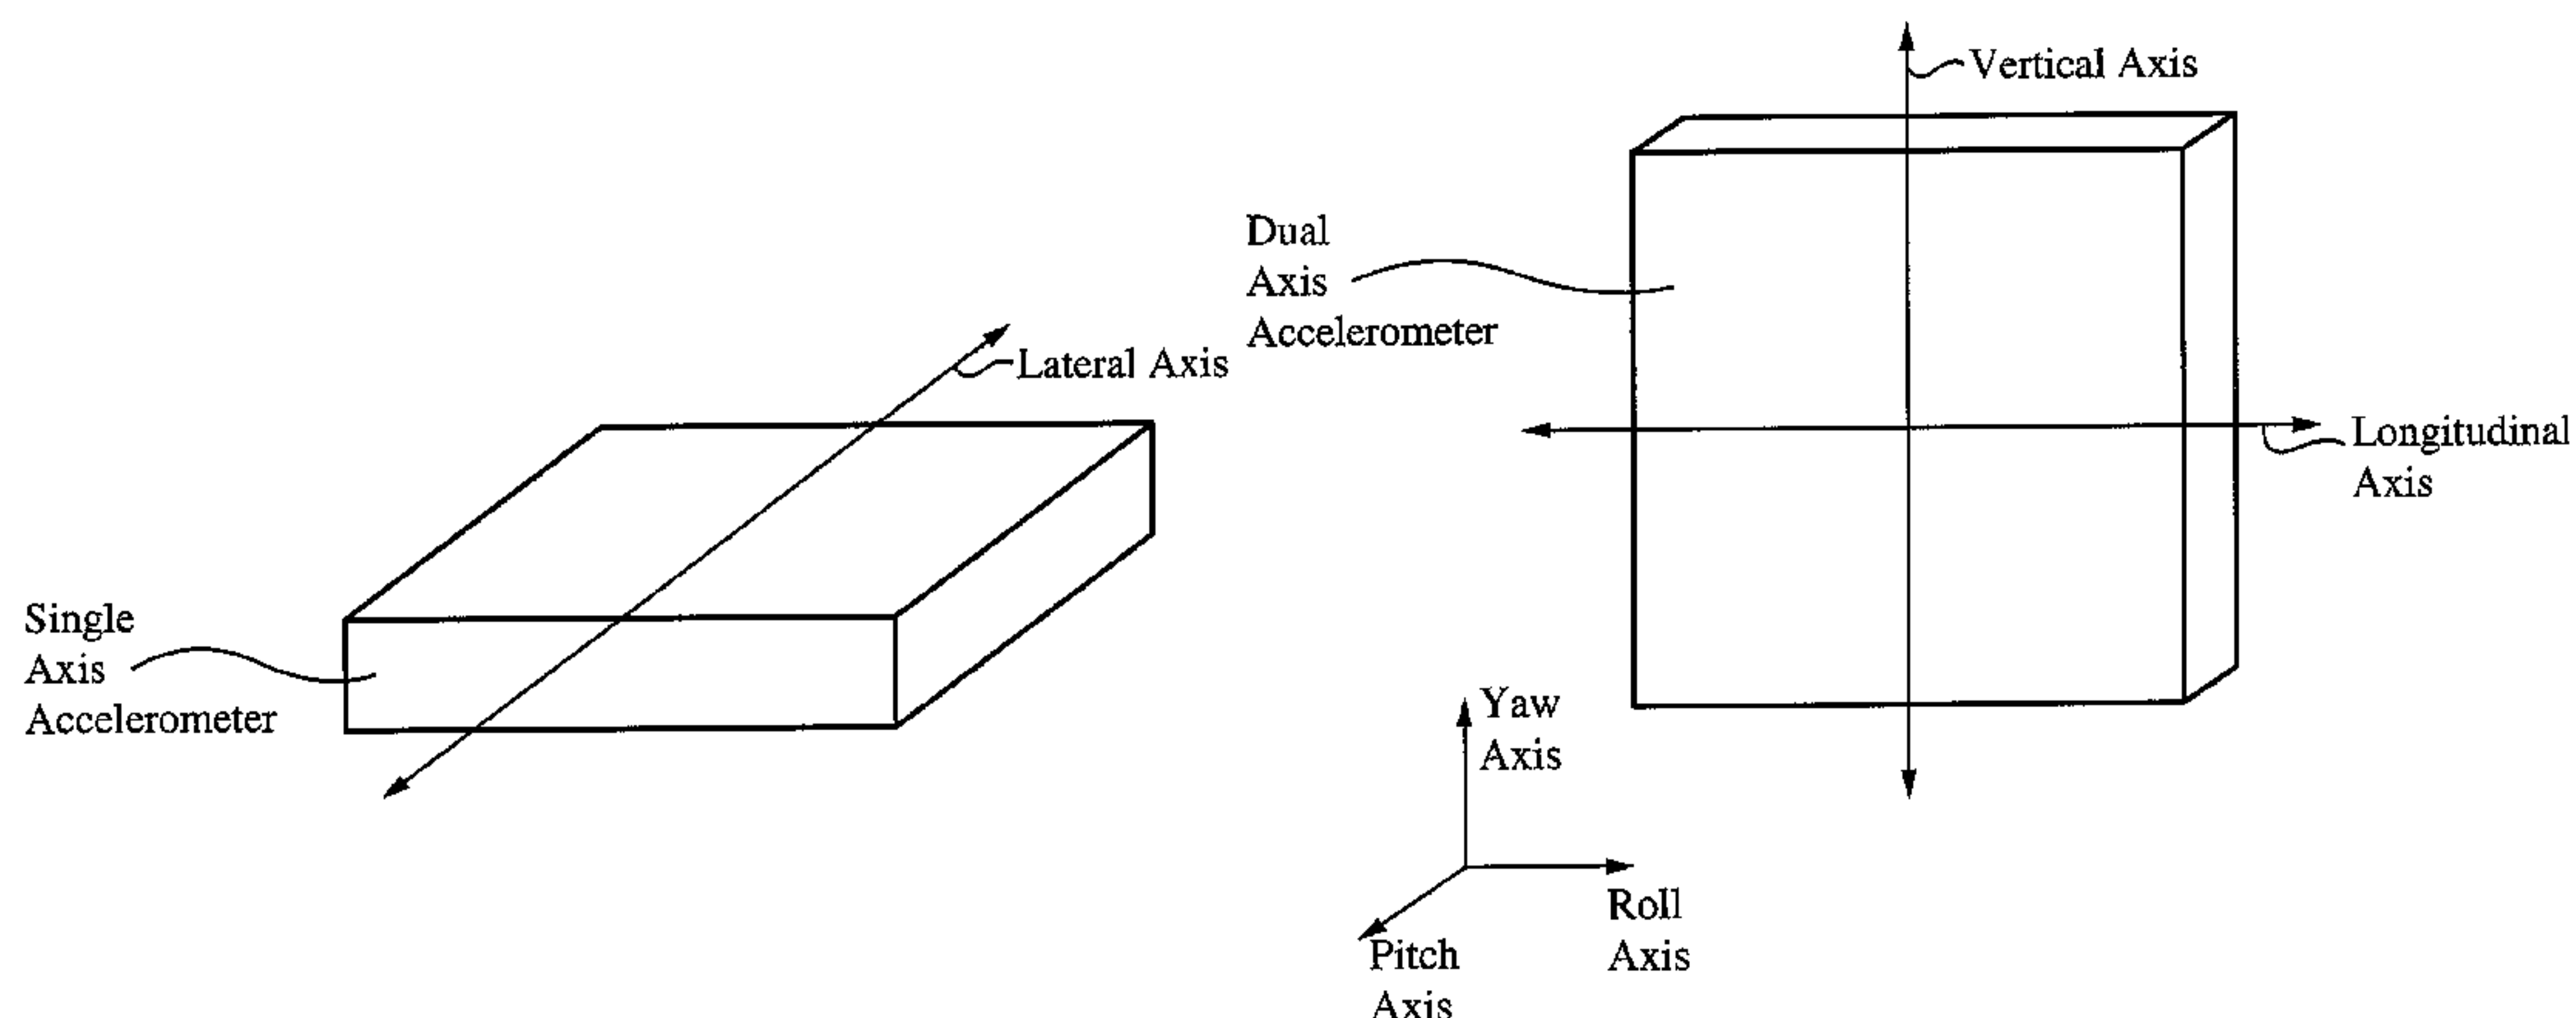 Vertical Axis
Dual
Axis
Accelerometer
Lateral Axis
Longitudinal
Axis
Single
Axis
Accelerometer
Yaw
Axis
Roll
Axis
Pitch
Axis